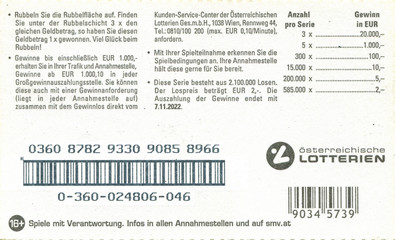 • Rubbeln Sie die Rubbelfläche auf. Finden
Sie unter der Rubbelschicht 3 x den
gleichen Geldbetrag, so haben Sie diesen
Geldbetrag 1 x gewonnen. Viel Glück beim
Rubbeln!
• Gewinne bis einschließlich EUR 1.000,-
erhalten Sie in Ihrer Trafik und Annahmestelle,
Gewinne ab EUR 1.000,10 in jeder
Großgewinnauszahlungsstelle. Sie können
diese auch mit einer Gewinnanforderung
(liegt in jeder Annahmestelle auf)
zusammen mit dem Gewinnlos direkt vom
Kunden-Service-Center der Österreichischen
Lotterien Ges.m.b.H., 1038 Wien, Rennweg 44,
Tel.: 0810/100 200 (max. EUR 0,10/Minute),
anfordern.
• Mit Ihrer Spielteilnahme erkennen Sie die
Spielbedingungen an. Ihre Annahmestelle
hält diese gerne für Sie bereit.
• Diese Serie besteht aus 2.100.000 Losen.
Der Lospreis beträgt EUR 2,-. Die
Auszahlung der Gewinne endet mit
7.11.2022.
Anzahl Gewinn
pro Serie in EUR
3 x 20.000,-
5 x 1.000,-
300 x 100,-
15.000 x 10,-
200.000 x 5,-
585.000 x 2,-
0360 8782 9330 9085 8966
0-360-024806-046
österreichische
LOTTERIEN
9034 5739
16+ Spiele mit Verantwortung. Infos in allen Annahmestellen und auf smv.at